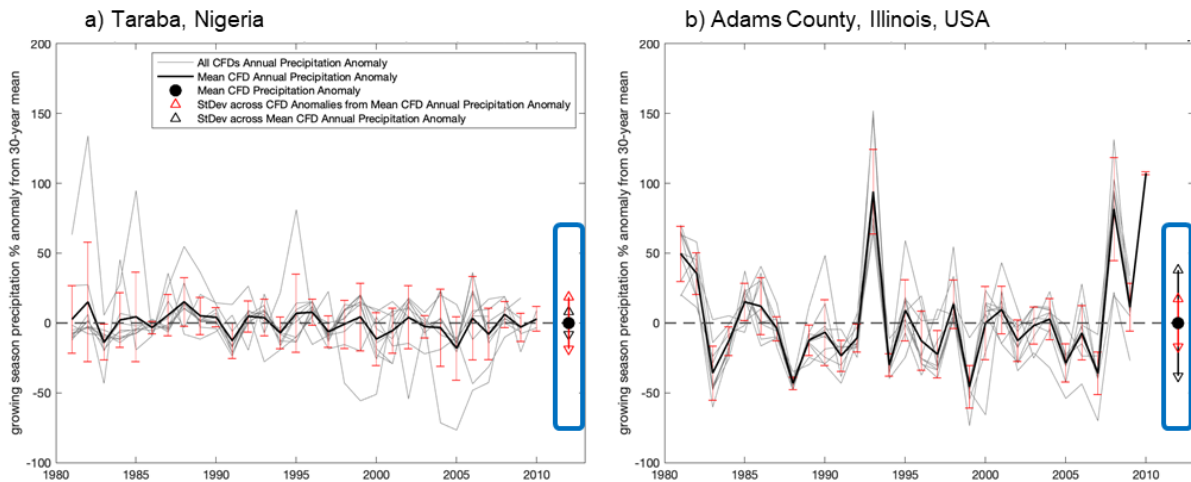 a) Taraba, Nigeria
b) Adams County, Illinois, USA
growing season precipitation % anomaly from 30-year mean
200
150
100
50
0
-50
-100
All CFDs Annual Precipitation Anomaly
Mean CFD Annual Precipitation Anomaly
Mean CFD Precipitation Anomaly
StDev across CFD Anomalies from Mean CFD Annual Precipitation Anomaly
StDev across Mean CFD Annual Precipitation Anomaly
1980 1985 1990 1995 2000 2005 2010
growing season precipitation % anomaly from 30-year mean
200
150
100
50
0
-50
-100
1980 1985 1990 1995 2000 2005 2010